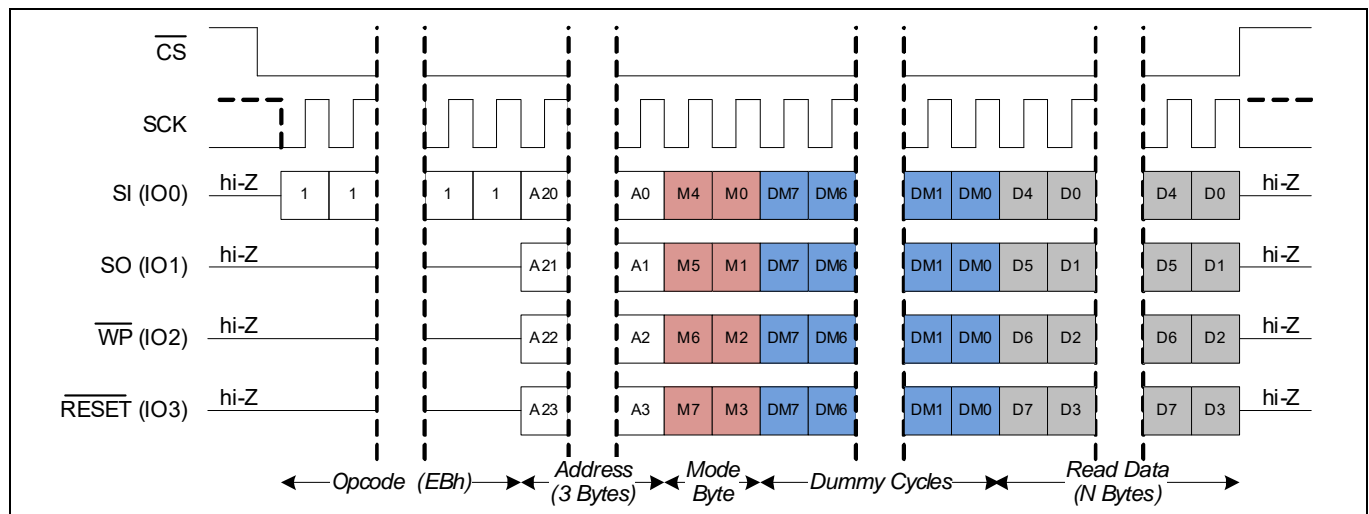 CS
SCK
SI (IO0) hi-Z 1 1 1 1 A20 A0 M4 M0 DM7 DM6 DM1 DM0 D4 D0 D4 D0 hi-Z
SO (IO1) hi-Z A21 A1 M5 M1 DM7 DM6 DM1 DM0 D5 D1 D5 D1 hi-Z
WP (IO2) hi-Z A22 A2 M6 M2 DM7 DM6 DM1 DM0 D6 D2 D6 D2 hi-Z
RESET (IO3) hi-Z A23 A3 M7 M3 DM7 DM6 DM1 DM0 D7 D3 D7 D3 hi-Z
Opcode (EBh) Address Mode Dummy Cycles Read Data
(3 Bytes) Byte (N Bytes)